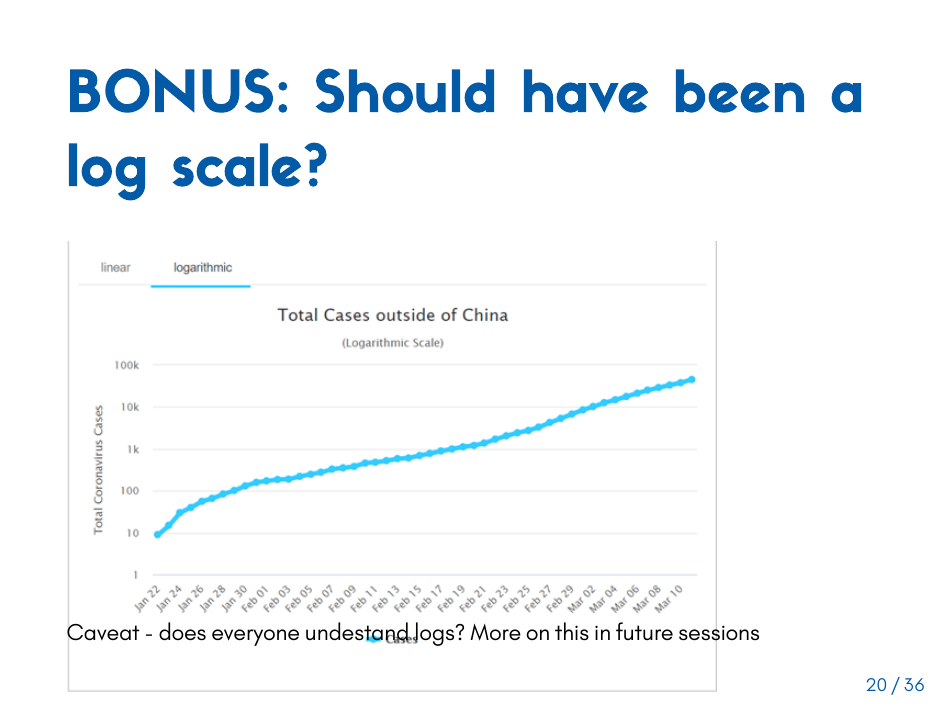 BONUS: Should have been a
log scale?
linear logarithmic
Total Cases outside of China
(Logarithmic Scale)
100k
10k
1k
100
10
1
Total Coronavirus Cases
Jan 22 Jan 24 Jan 26 Jan 28 Jan 30 Feb 01 Feb 03 Feb 05 Feb 07 Feb 09 Feb 11 Feb 13 Feb 15 Feb 17 Feb 19 Feb 21 Feb 23 Feb 25 Feb 27 Feb 29 Mar 02 Mar 04 Mar 06 Mar 08 Mar 10
Caveat - does everyone undestand logs? More on this in future sessions
Cases
20 / 36